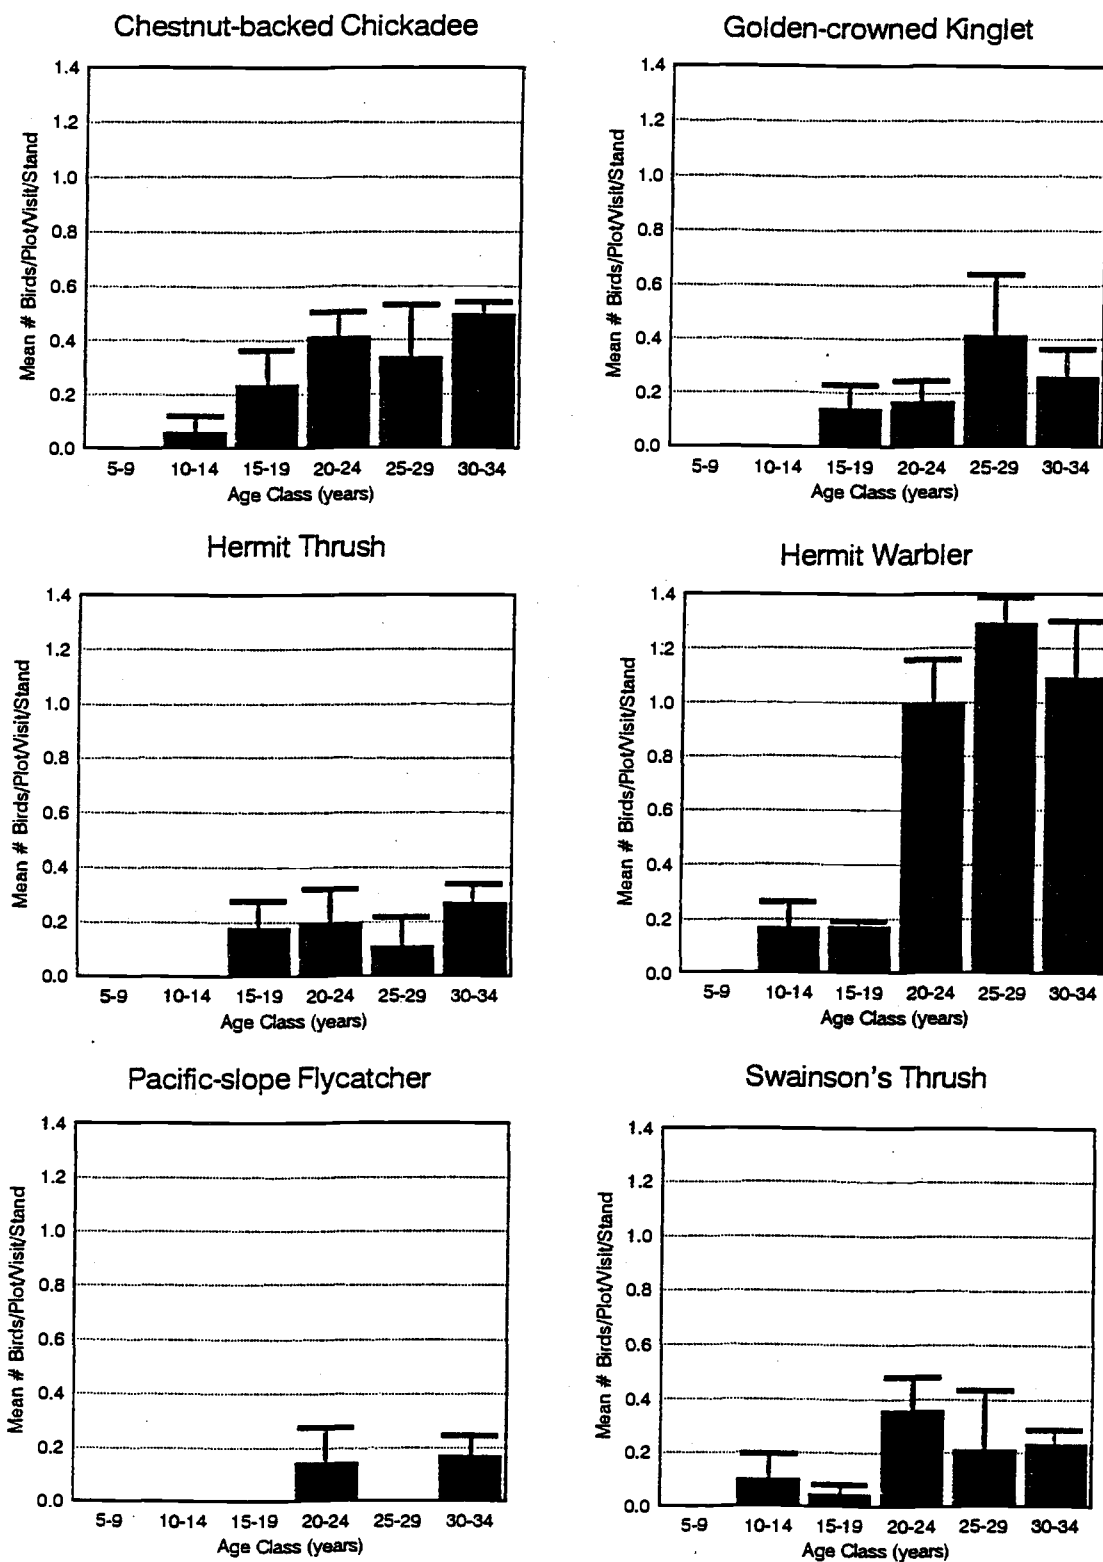 Chestnut-backed Chickadee
Mean # Birds/Plot/Visit/Stand
1.4
1.2
1.0
0.8
0.6
0.4
0.2
0.0
5-9 10-14 15-19 20-24 25-29 30-34
Age Class (years)
Golden-crowned Kinglet
Mean # Birds/Plot/Visit/Stand
1.4
1.2
1.0
0.8
0.6
0.4
0.2
0.0
5-9 10-14 15-19 20-24 25-29 30-34
Age Class (years)
Hermit Thrush
Mean # Birds/Plot/Visit/Stand
1.4
1.2
1.0
0.8
0.6
0.4
0.2
0.0
5-9 10-14 15-19 20-24 25-29 30-34
Age Class (years)
Hermit Warbler
Mean # Birds/Plot/Visit/Stand
1.4
1.2
1.0
0.8
0.6
0.4
0.2
0.0
5-9 10-14 15-19 20-24 25-29 30-34
Age Class (years)
Pacific-slope Flycatcher
Mean # Birds/Plot/Visit/Stand
1.4
1.2
1.0
0.8
0.6
0.4
0.2
0.0
5-9 10-14 15-19 20-24 25-29 30-34
Age Class (years)
Swainson's Thrush
Mean # Birds/Plot/Visit/Stand
1.4
1.2
1.0
0.8
0.6
0.4
0.2
0.0
5-9 10-14 15-19 20-24 25-29 30-34
Age Class (years)